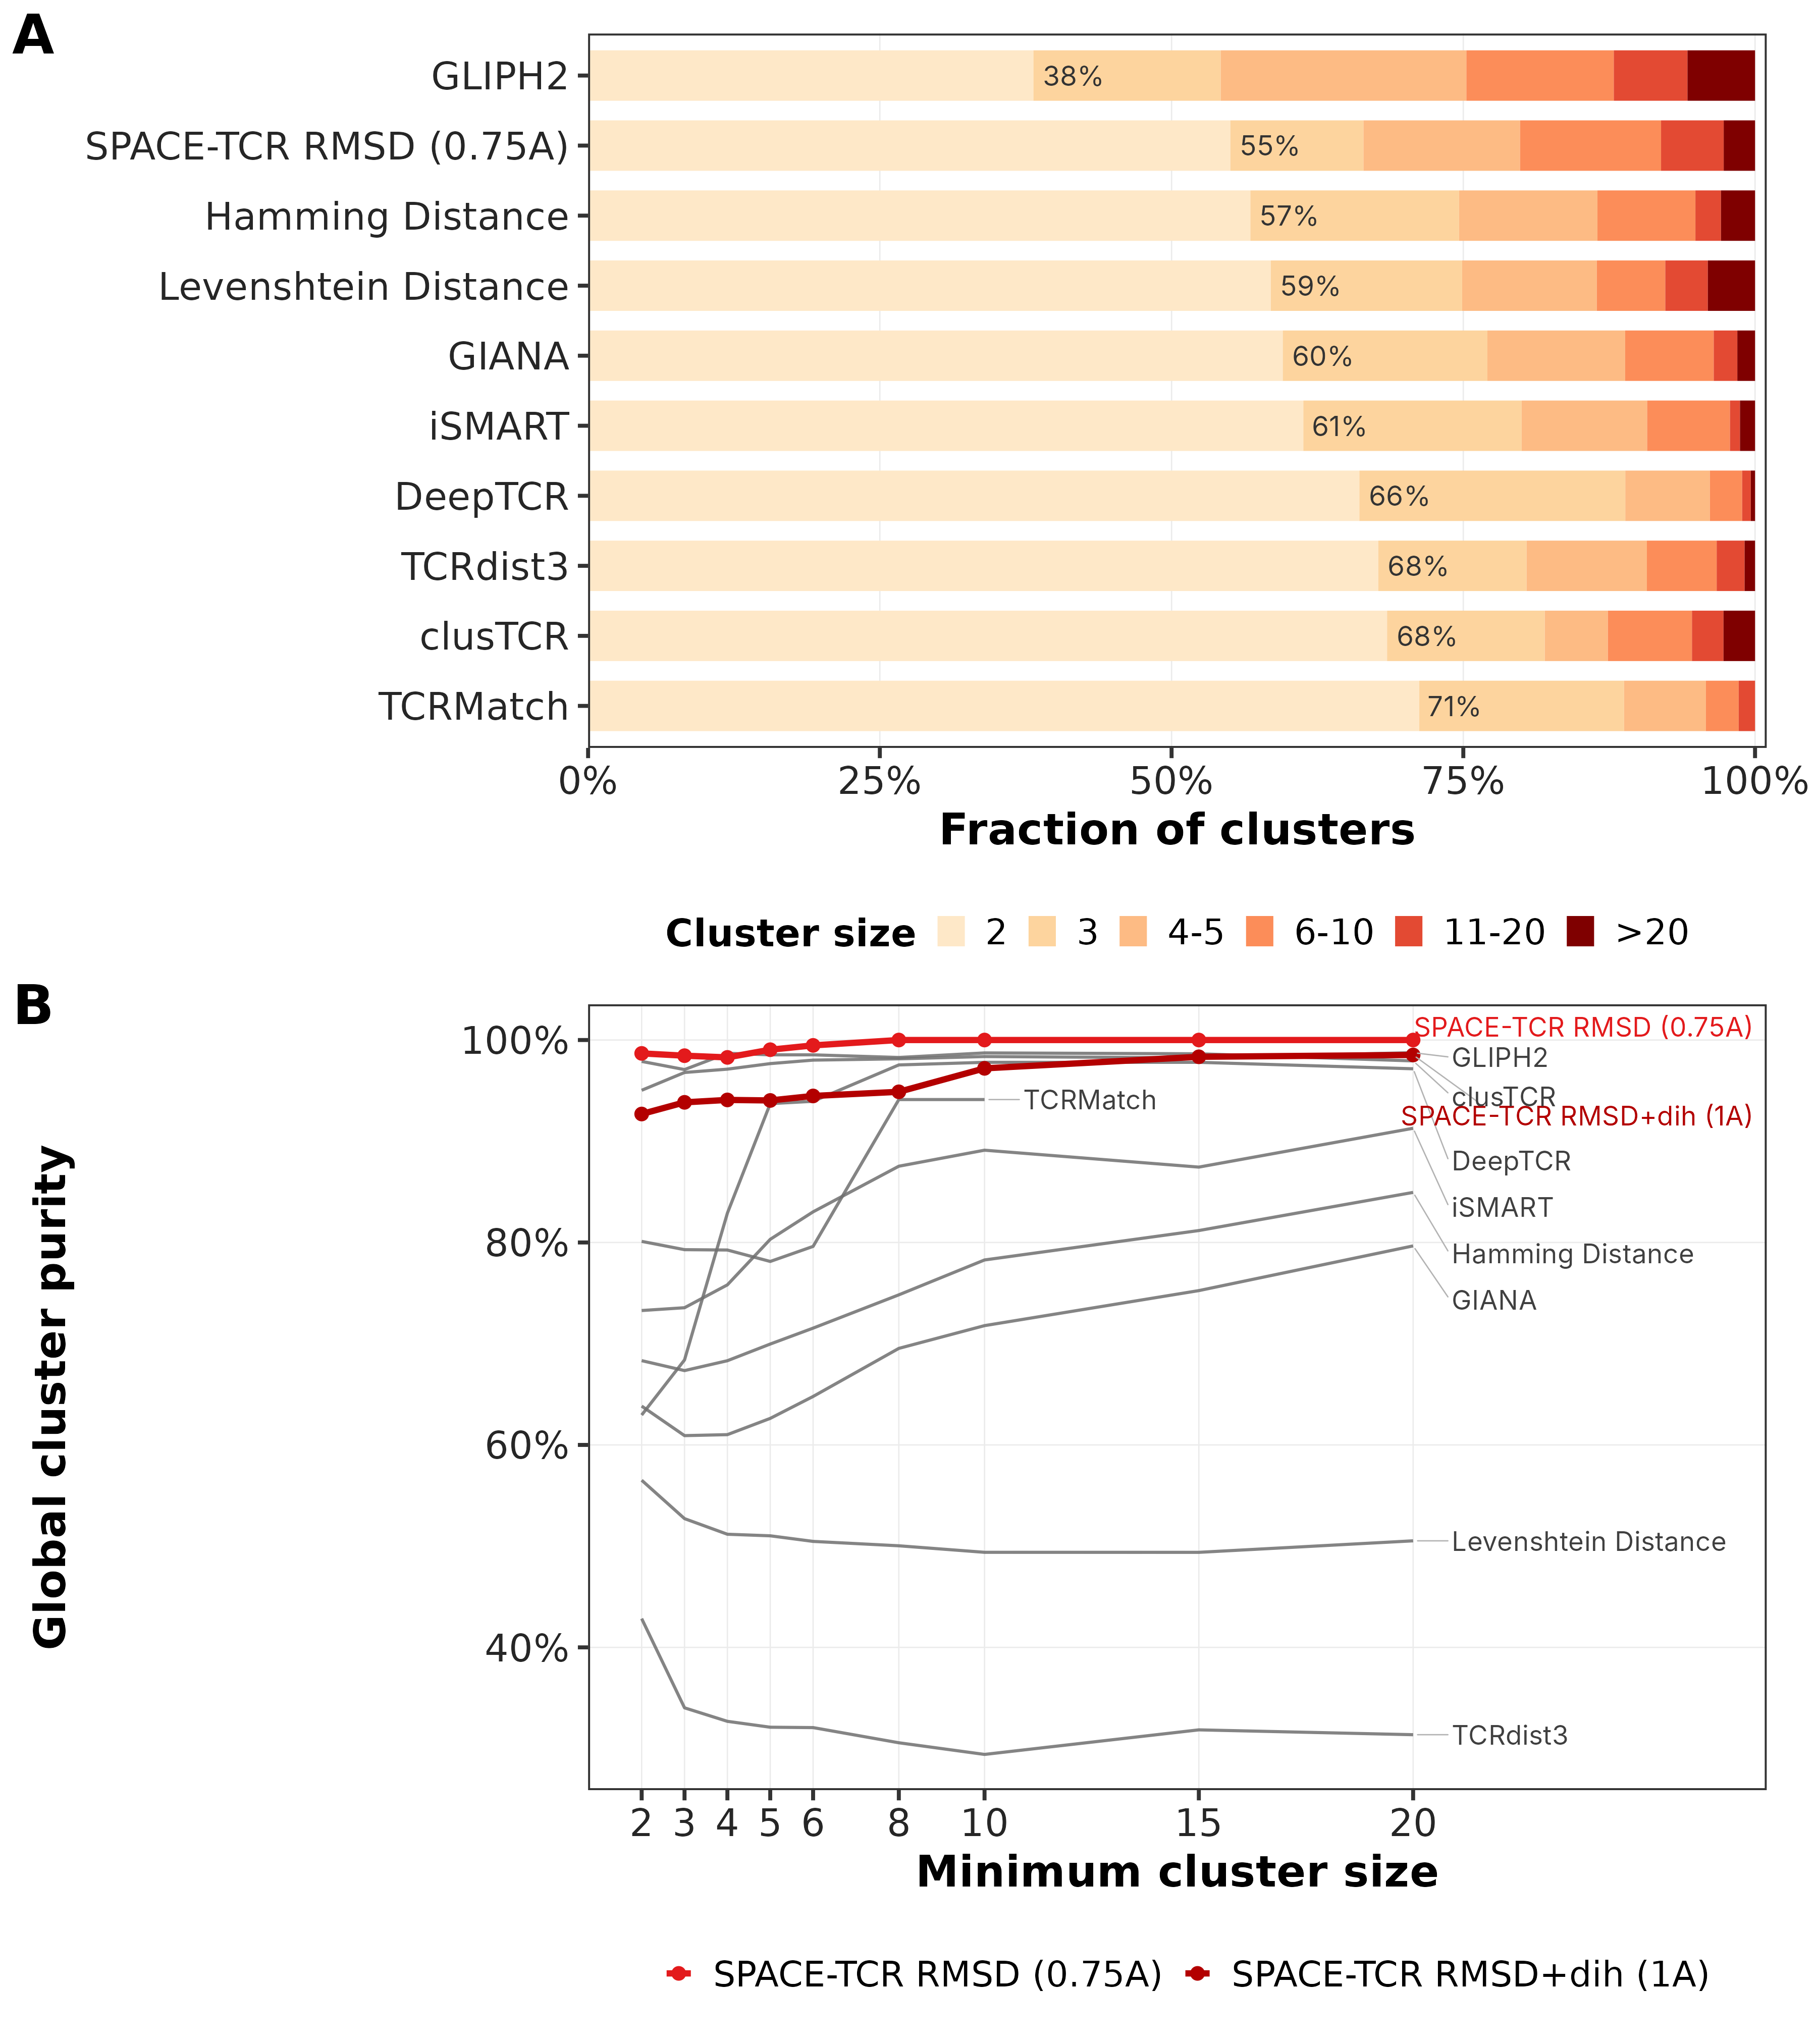 A
GLIPH2
38%
SPACE-TCR RMSD (0.75A)
55%
Hamming Distance
57%
Levenshtein Distance
59%
GIANA
60%
iSMART
61%
DeepTCR
66%
TCRdist3
68%
clusTCR
68%
TCRMatch
71%
0% 25% 50% 75% 100%
Fraction of clusters
Cluster size 2 3 4-5 6-10 11-20 >20
B
Global cluster purity
100%
80%
60%
40%
SPACE-TCR RMSD (0.75A)
GLIPH2
clusTCR
TCRMatch
SPACE-TCR RMSD+dih (1A)
DeepTCR
iSMART
Hamming Distance
GIANA
Levenshtein Distance
TCRdist3
2 3 4 5 6 8 10 15 20
Minimum cluster size
SPACE-TCR RMSD (0.75A) SPACE-TCR RMSD+dih (1A)